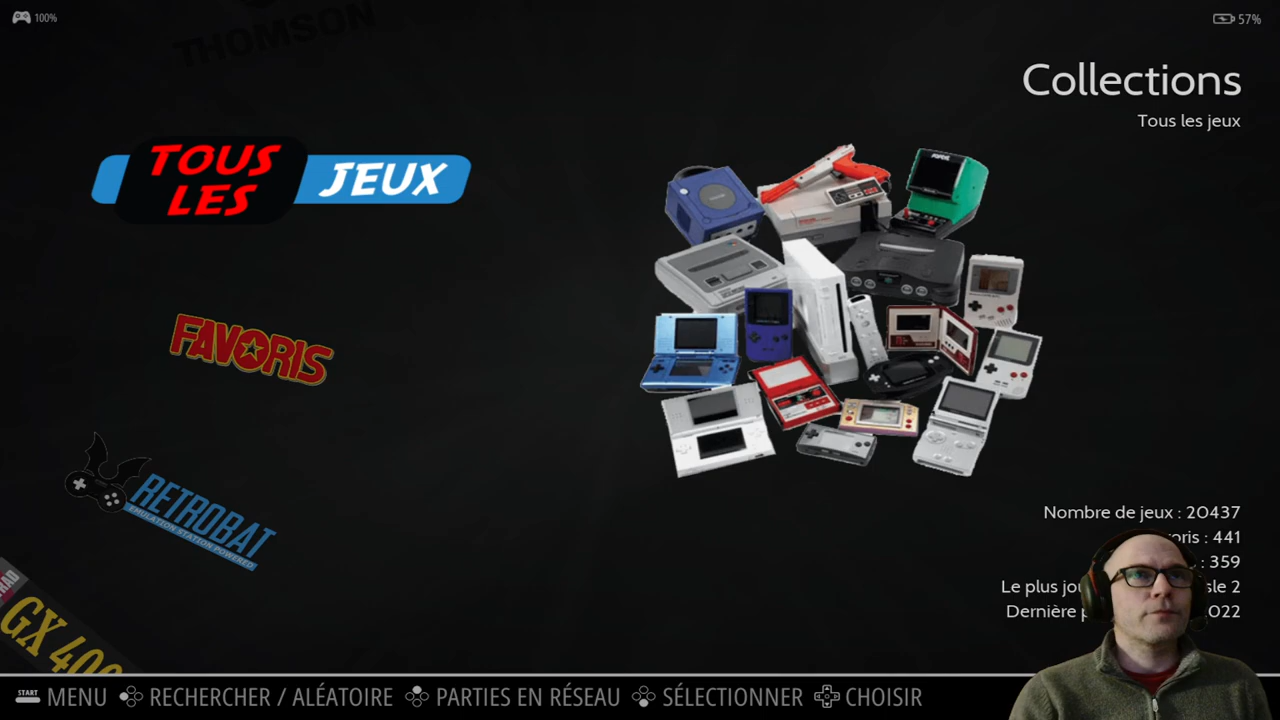 100%
THOMSON
57%
Collections
Tous les jeux
TOUS
LES
JEUX
FAVORIS
RETROBAT
EMULATION STATION POWERED
GX 400
Nombre de jeux : 20437
oris : 441
: 359
Le plus jou sle 2
Dernière p 022
START MENU RECHERCHER / ALÉATOIRE PARTIES EN RÉSEAU SÉLECTIONNER CHOISIR